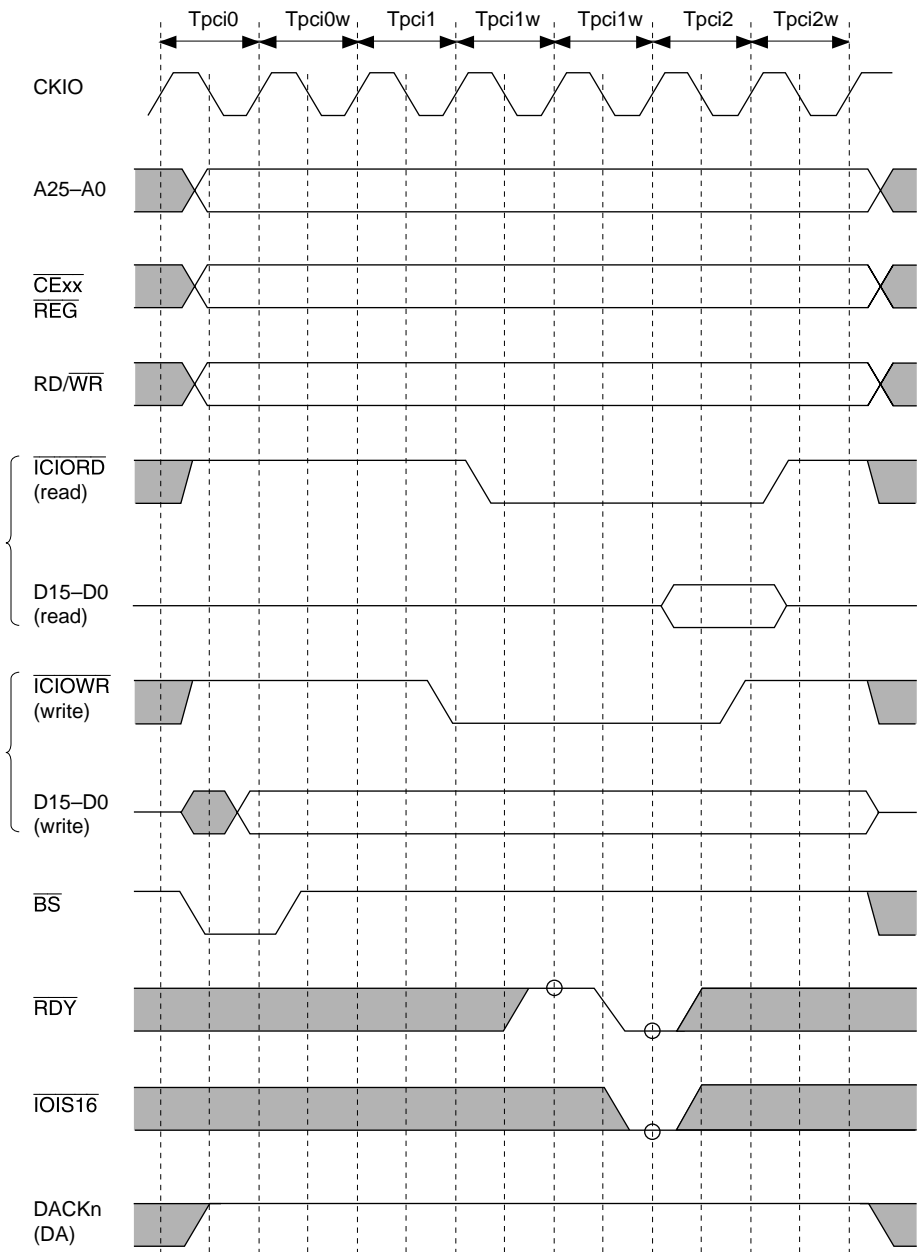 Tpci0 Tpci0w Tpci1 Tpci1w Tpci1w Tpci2 Tpci2w
CKIO
A25–A0
CExx
REG
RD/WR
ICIORD
(read)
D15–D0
(read)
ICIOWR
(write)
D15–D0
(write)
BS
RDY
IOIS16
DACKn
(DA)